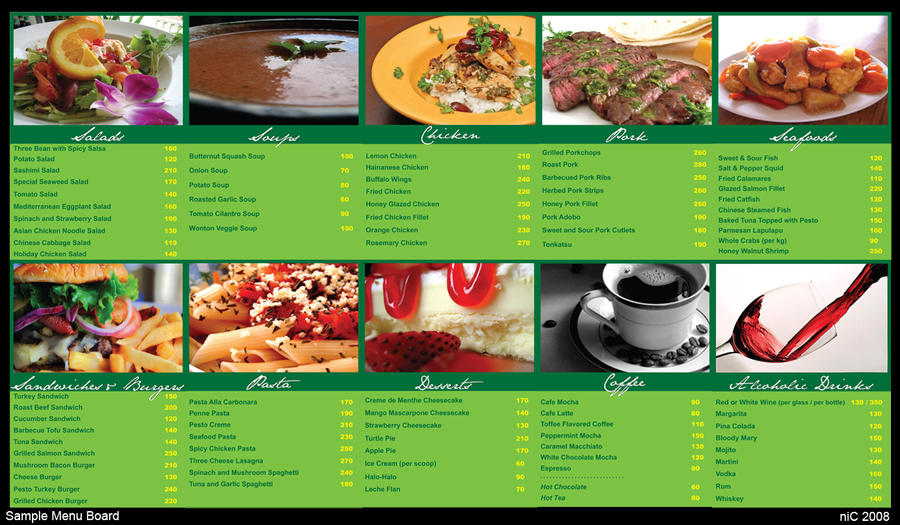 Salads
Three Bean with Spicy Salsa 160
Potato Salad 120
Sashimi Salad 210
Special Seaweed Salad 170
Tomato Salad 140
Mediterranean Eggplant Salad 160
Spinach and Strawberry Salad 190
Asian Chicken Noodle Salad 130
Chinese Cabbage Salad 110
Holiday Chicken Salad 140
Soups
Butternut Squash Soup 100
Onion Soup 70
Potato Soup 80
Roasted Garlic Soup 60
Tomato Cilantro Soup 90
Wonton Veggie Soup 100
Chicken
Lemon Chicken 210
Hainanese Chicken 180
Buffalo Wings 240
Fried Chicken 220
Honey Glazed Chicken 250
Fried Chicken Fillet 190
Orange Chicken 230
Rosemary Chicken 270
Pork
Grilled Porkchops 260
Roast Pork 280
Barbecued Pork Ribs 250
Herbed Pork Strips 260
Honey Pork Fillet 260
Pork Adobo 190
Sweet and Sour Pork Cutlets 180
Tonkatsu 190
Seafoods
Sweet & Sour Fish 120
Salt & Pepper Squid 140
Fried Calamares 110
Glazed Salmon Fillet 220
Fried Catfish 120
Chinese Steamed Fish 130
Baked Tuna Topped with Pesto 150
Parmesan Lapulapu 160
Whole Crabs (per kg) 90
Honey Walnut Shrimp 250
Sandwiches & Burgers
Turkey Sandwich 150
Roast Beef Sandwich 200
Cucumber Sandwich 120
Barbecue Tofu Sandwich 140
Tuna Sandwich 140
Grilled Salmon Sandwich 250
Mushroom Bacon Burger 210
Cheese Burger 130
Pesto Turkey Burger 240
Grilled Chicken Burger 220
Pasta
Pasta Alla Carbonara 170
Penne Pasta 190
Pesto Creme 210
Seafood Pasta 230
Spicy Chicken Pasta 250
Three Cheese Lasagna 270
Spinach and Mushroom Spaghetti 240
Tuna and Garlic Spaghetti 180
Desserts
Creme de Menthe Cheesecake 170
Mango Mascarpone Cheesecake 140
Strawberry Cheesecake 130
Turtle Pie 210
Apple Pie 170
Ice Cream (per scoop) 60
Halo-Halo 90
Leche Flan 70
Coffee
Cafe Mocha 90
Cafe Latte 80
Toffee Flavored Coffee 110
Peppermint Mocha 150
Caramel Macchiato 130
White Chocolate Mocha 120
Espresso 80
Hot Chocolate 60
Hot Tea 80
Alcoholic Drinks
Red or White Wine (per glass / per bottle) 130 / 350
Margarita 130
Pina Colada 120
Bloody Mary 150
Mojito 130
Martini 140
Vodka 160
Rum 150
Whiskey 140
Sample Menu Board
niC 2008